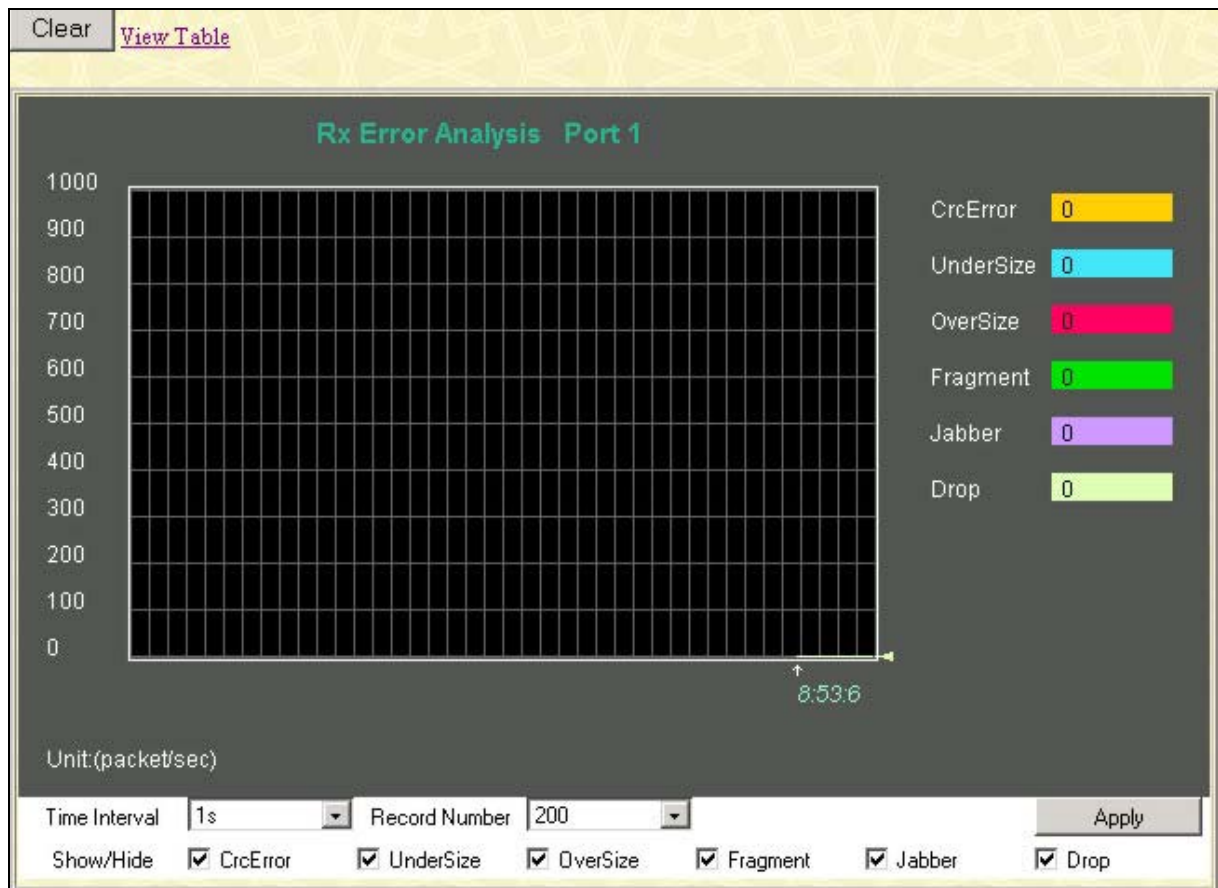 Clear View Table
Rx Error Analysis Port 1
1000
900
800
700
600
500
400
300
200
100
0
CrcError 0
UnderSize 0
OverSize 0
Fragment 0
Jabber 0
Drop 0
8:53:6
Unit:(packet/sec)
Time Interval 1s Record Number 200 Apply
Show/Hide CrcError UnderSize OverSize Fragment Jabber Drop